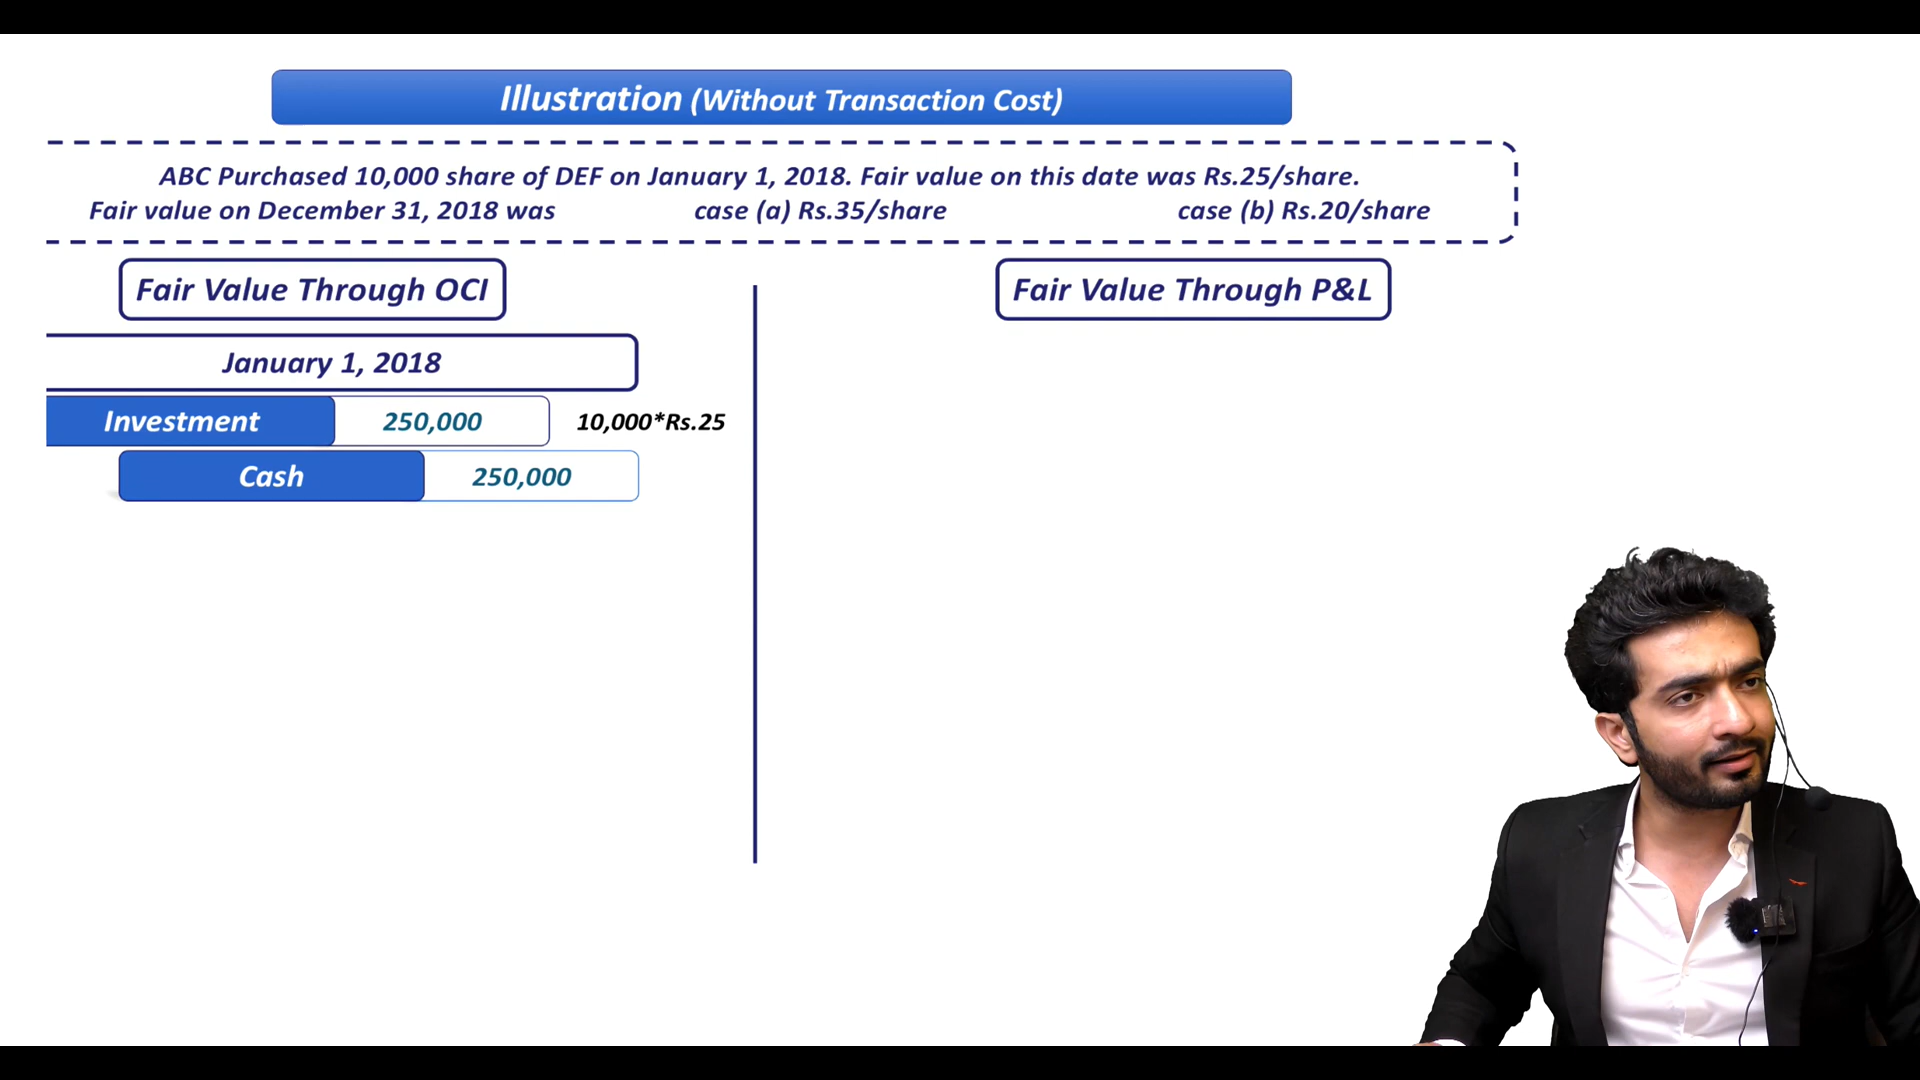 Illustration (Without Transaction Cost)
ABC Purchased 10,000 share of DEF on January 1, 2018. Fair value on this date was Rs.25/share.
Fair value on December 31, 2018 was case (a) Rs.35/share case (b) Rs.20/share
Fair Value Through OCI
Fair Value Through P&L
January 1, 2018
Investment 250,000 10,000*Rs.25
Cash 250,000